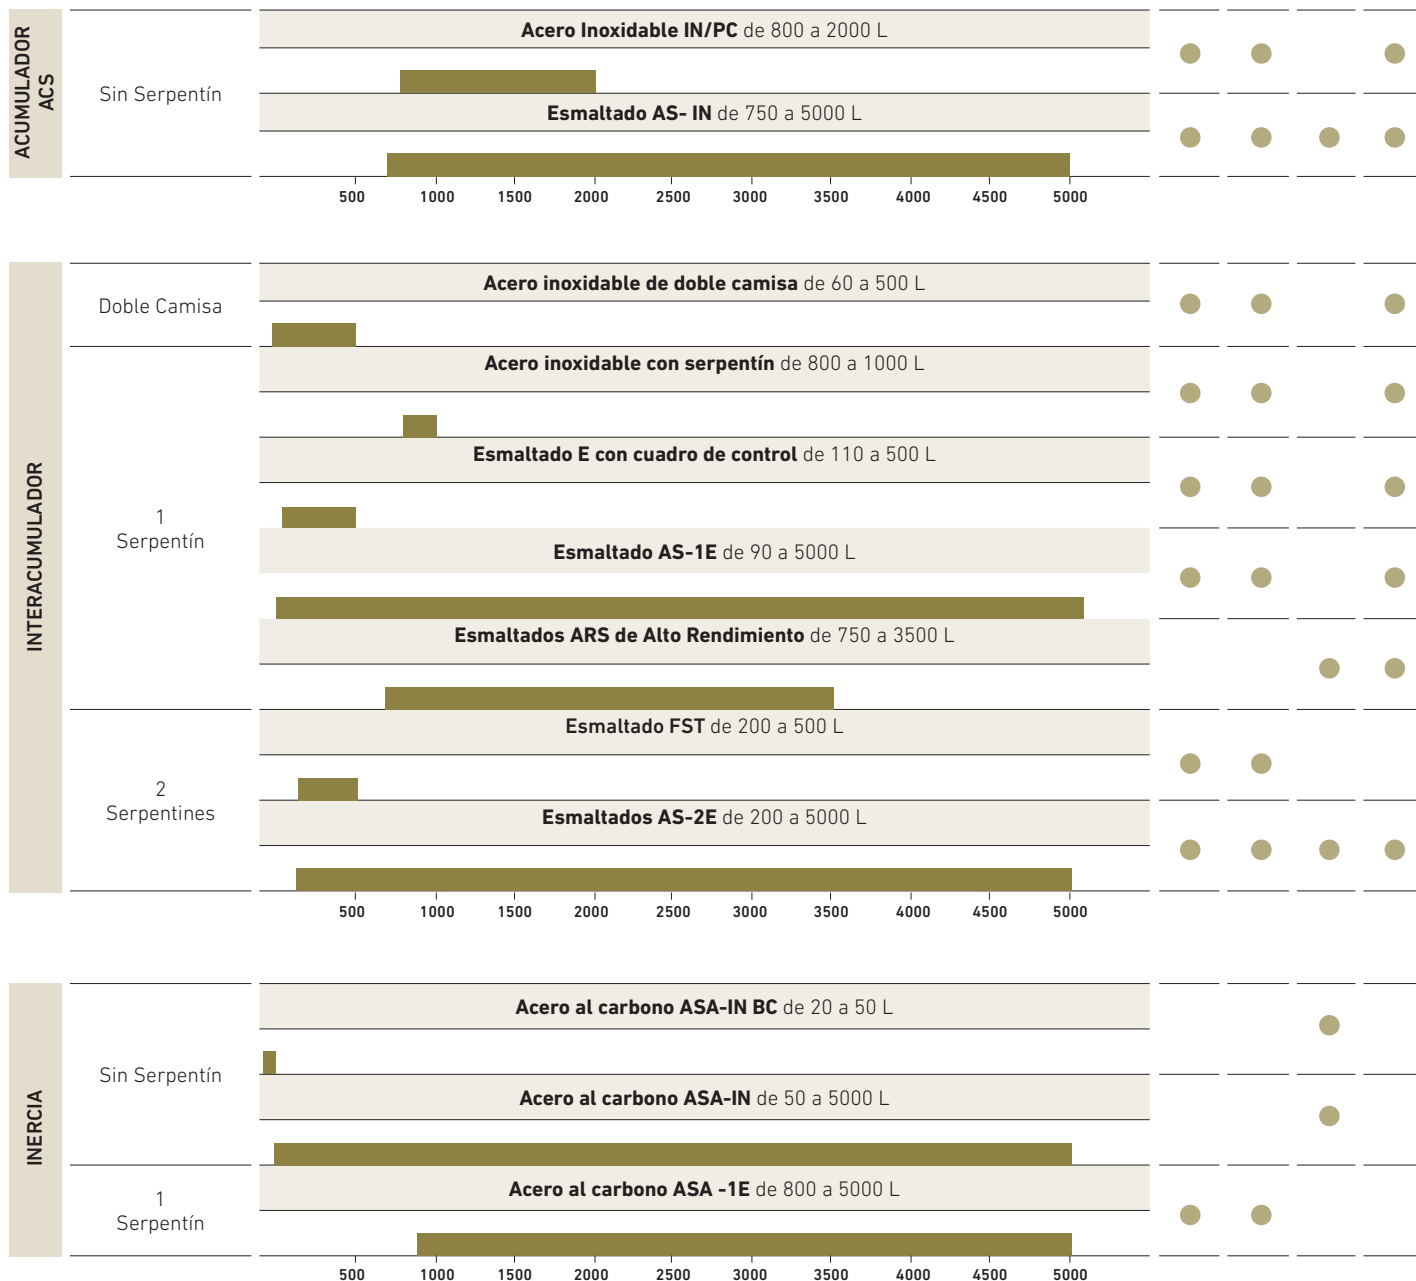 ACUMULADOR
ACS
Sin Serpentín
Acero Inoxidable IN/PC de 800 a 2000 L
Esmaltado AS- IN de 750 a 5000 L
500 1000 1500 2000 2500 3000 3500 4000 4500 5000
INTERACUMULADOR
Doble Camisa
Acero inoxidable de doble camisa de 60 a 500 L
1
Serpentín
Acero inoxidable con serpentín de 800 a 1000 L
Esmaltado E con cuadro de control de 110 a 500 L
Esmaltado AS-1E de 90 a 5000 L
Esmaltados ARS de Alto Rendimiento de 750 a 3500 L
2
Serpentines
Esmaltado FST de 200 a 500 L
Esmaltados AS-2E de 200 a 5000 L
500 1000 1500 2000 2500 3000 3500 4000 4500 5000
INERCIA
Sin Serpentín
Acero al carbono ASA-IN BC de 20 a 50 L
Acero al carbono ASA-IN de 50 a 5000 L
1
Serpentín
Acero al carbono ASA -1E de 800 a 5000 L
500 1000 1500 2000 2500 3000 3500 4000 4500 5000